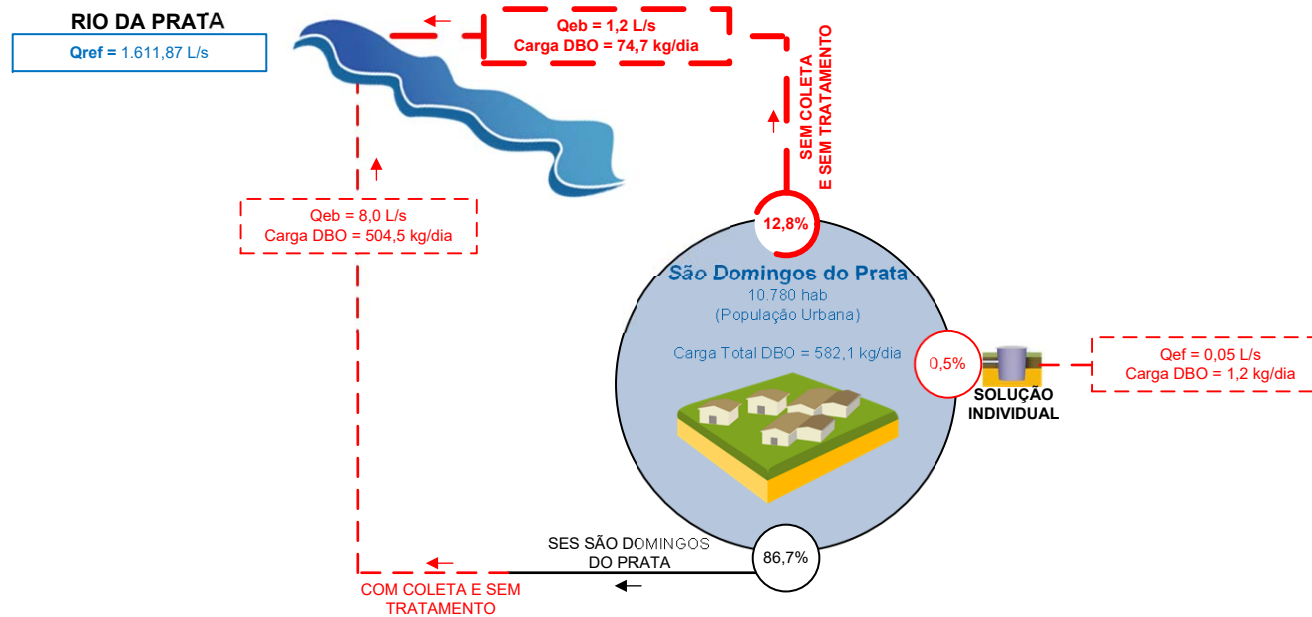 RIO DA PRATA
Qref = 1.611,87 L/s
Qeb = 1,2 L/s
Carga DBO = 74,7 kg/dia
SEM COLETA
E SEM TRATAMENTO
Qeb = 8,0 L/s
Carga DBO = 504,5 kg/dia
12,8%
São Domingos do Prata
10.780 hab
(População Urbana)
Carga Total DBO = 582,1 kg/dia
0,5%
SOLUÇÃO
INDIVIDUAL
Qef = 0,05 L/s
Carga DBO = 1,2 kg/dia
SES SÃO DOMINGOS
DO PRATA
86,7%
COM COLETA E SEM
TRATAMENTO